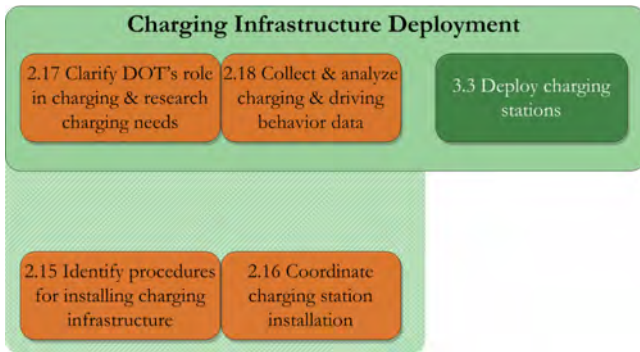 Charging Infrastructure Deployment
2.17 Clarify DOT's role
in charging & research
charging needs
2.18 Collect & analyze
charging & driving
behavior data
3.3 Deploy charging
stations
2.15 Identify procedures
for installing charging
infrastructure
2.16 Coordinate
charging station
installation